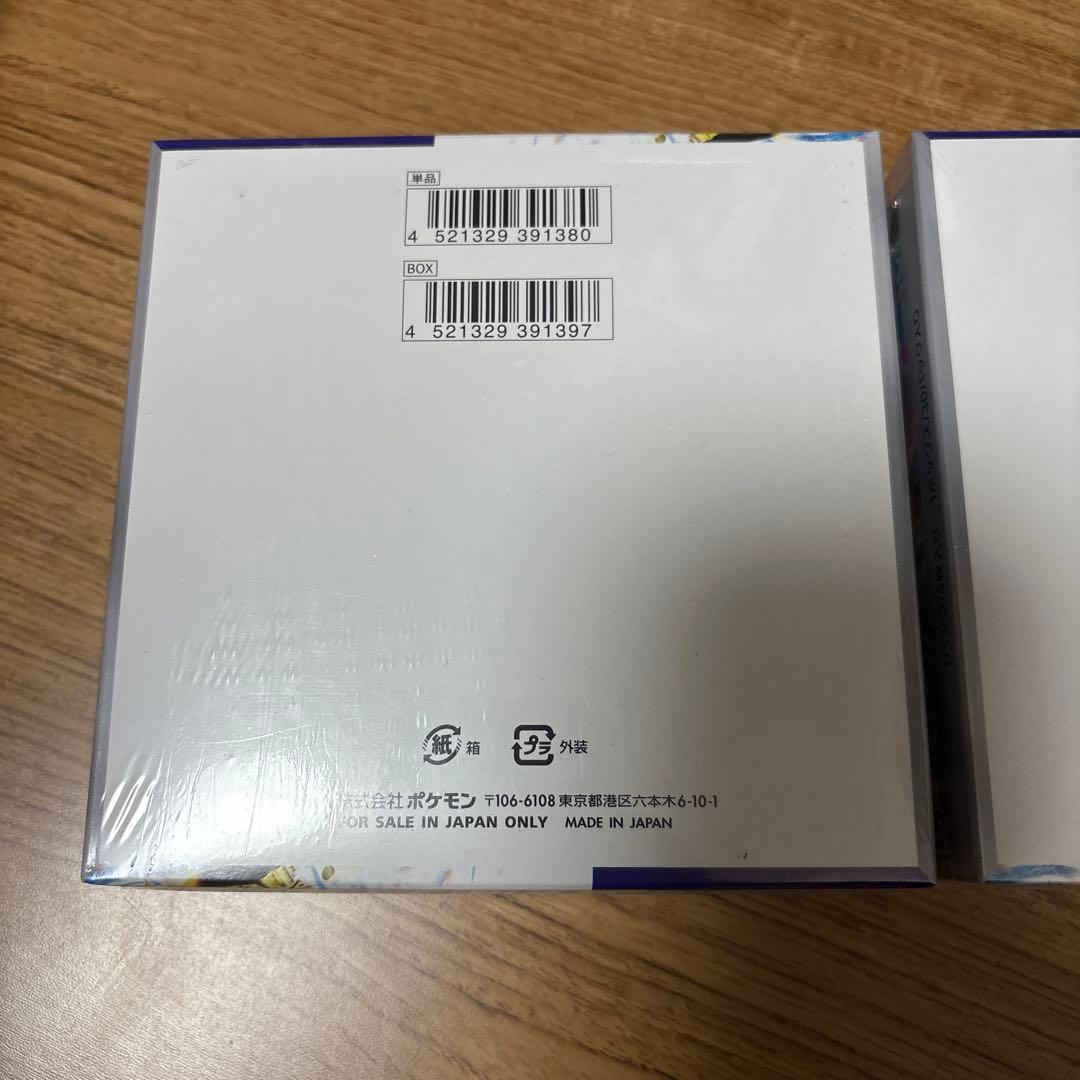 単品
4 521329 391380
BOX
4 521329 391397
紙 箱 プラ 外装
式会社 ポケモン 〒106-6108 東京都港区六本木6-10-1
FOR SALE IN JAPAN ONLY MADE IN JAPAN